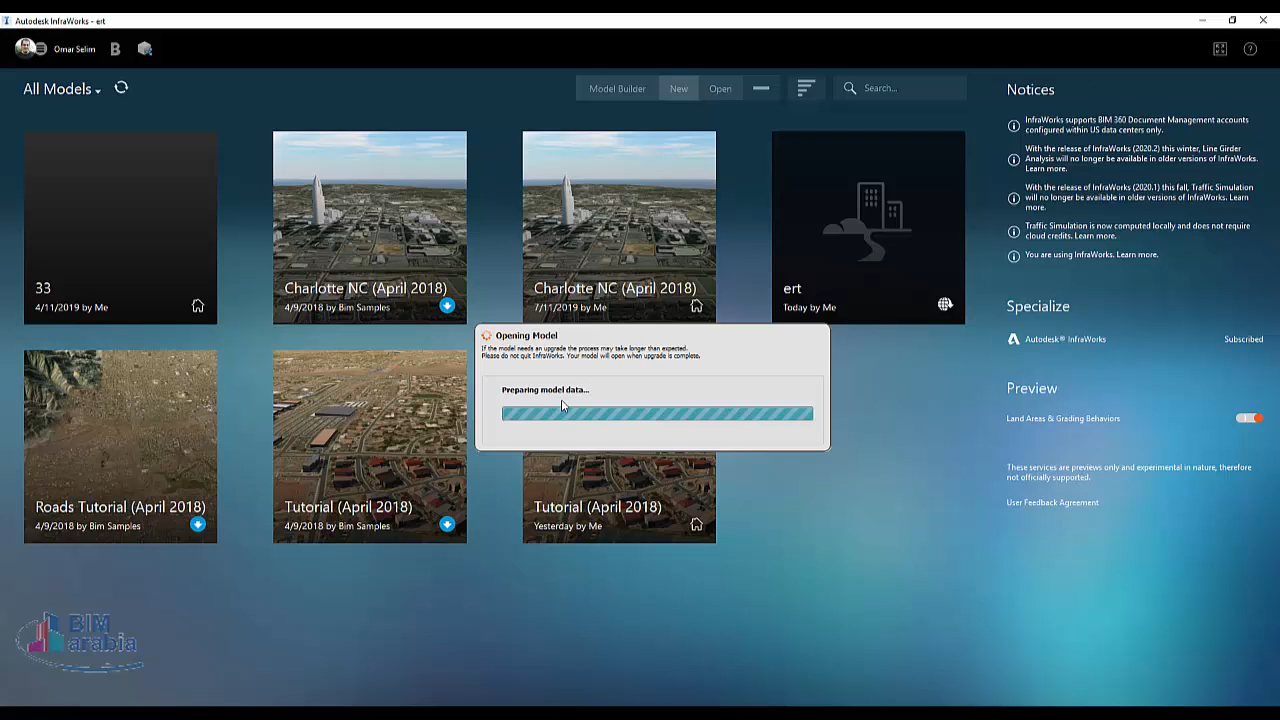 Autodesk InfraWorks - ert
Omar Selim
All Models
Model Builder
New
Open
Search...
33
4/11/2019 by Me
Charlotte NC (April 2018)
4/9/2018 by Bim Samples
Charlotte NC (April 2018)
7/11/2019 by Me
ert
Today by Me
Opening Model
If the model needs an upgrade the process may take longer than expected.
Please do not quit InfraWorks. Your model will open when upgrade is complete.
Preparing model data...
Roads Tutorial (April 2018)
4/9/2018 by Bim Samples
Tutorial (April 2018)
4/9/2018 by Bim Samples
Tutorial (April 2018)
Yesterday by Me
Notices
InfraWorks supports BIM 360 Document Management accounts
configured within US data centers only.
With the release of InfraWorks (2020.2) this winter, Line Girder
Analysis will no longer be available in older versions of InfraWorks.
Learn more.
With the release of InfraWorks (2020.1) this fall, Traffic Simulation
will no longer be available in older versions of InfraWorks. Learn
more.
Traffic Simulation is now computed locally and does not require
cloud credits. Learn more.
You are using InfraWorks. Learn more.
Specialize
Autodesk® InfraWorks
Subscribed
Preview
Land Areas & Grading Behaviors
These services are previews only and experimental in nature, therefore
not officially supported.
User Feedback Agreement
BIM
arabia